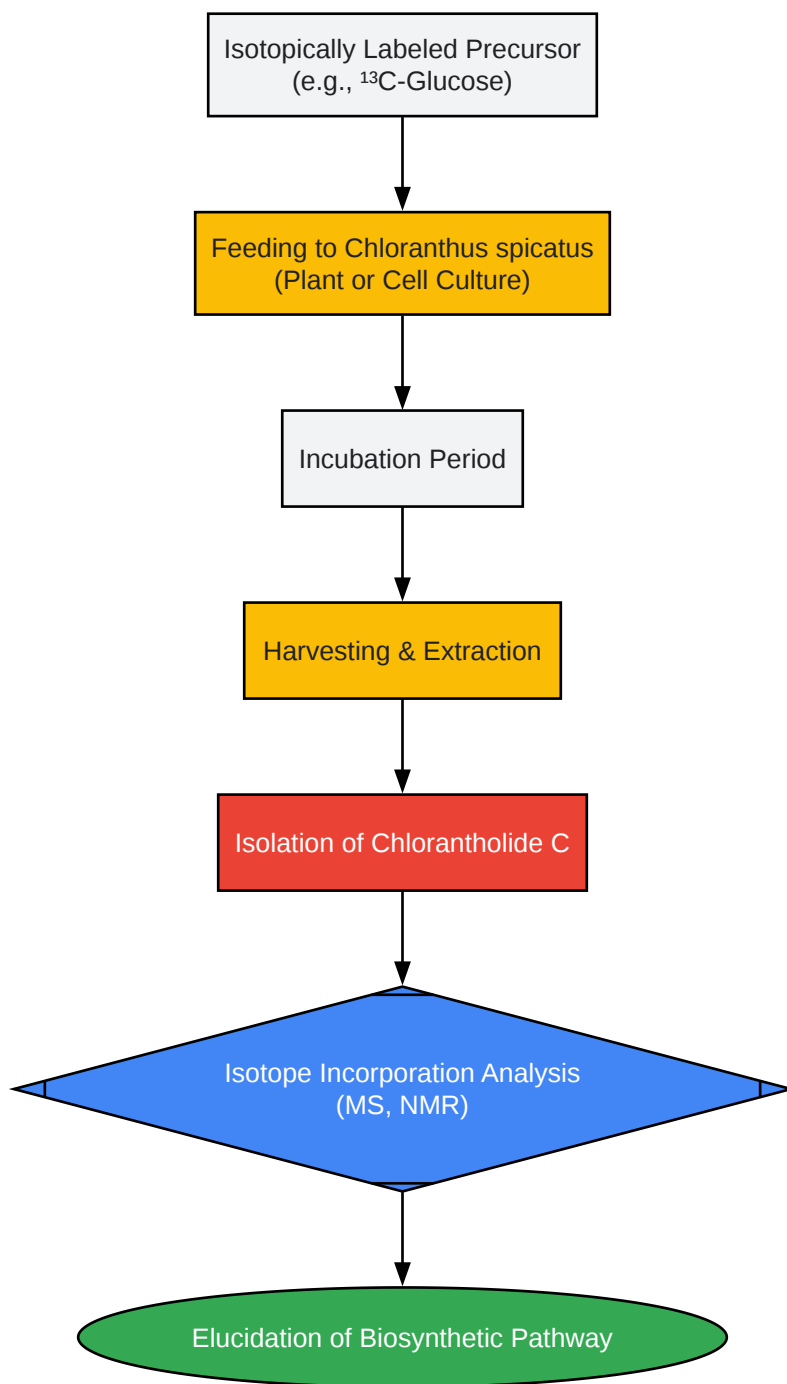 Isotopically Labeled Precursor
(e.g., ¹³C-Glucose)
Feeding to Chloranthus spicatus
(Plant or Cell Culture)
Incubation Period
Harvesting & Extraction
Isolation of Chlorantholide C
Isotope Incorporation Analysis
(MS, NMR)
Elucidation of Biosynthetic Pathway